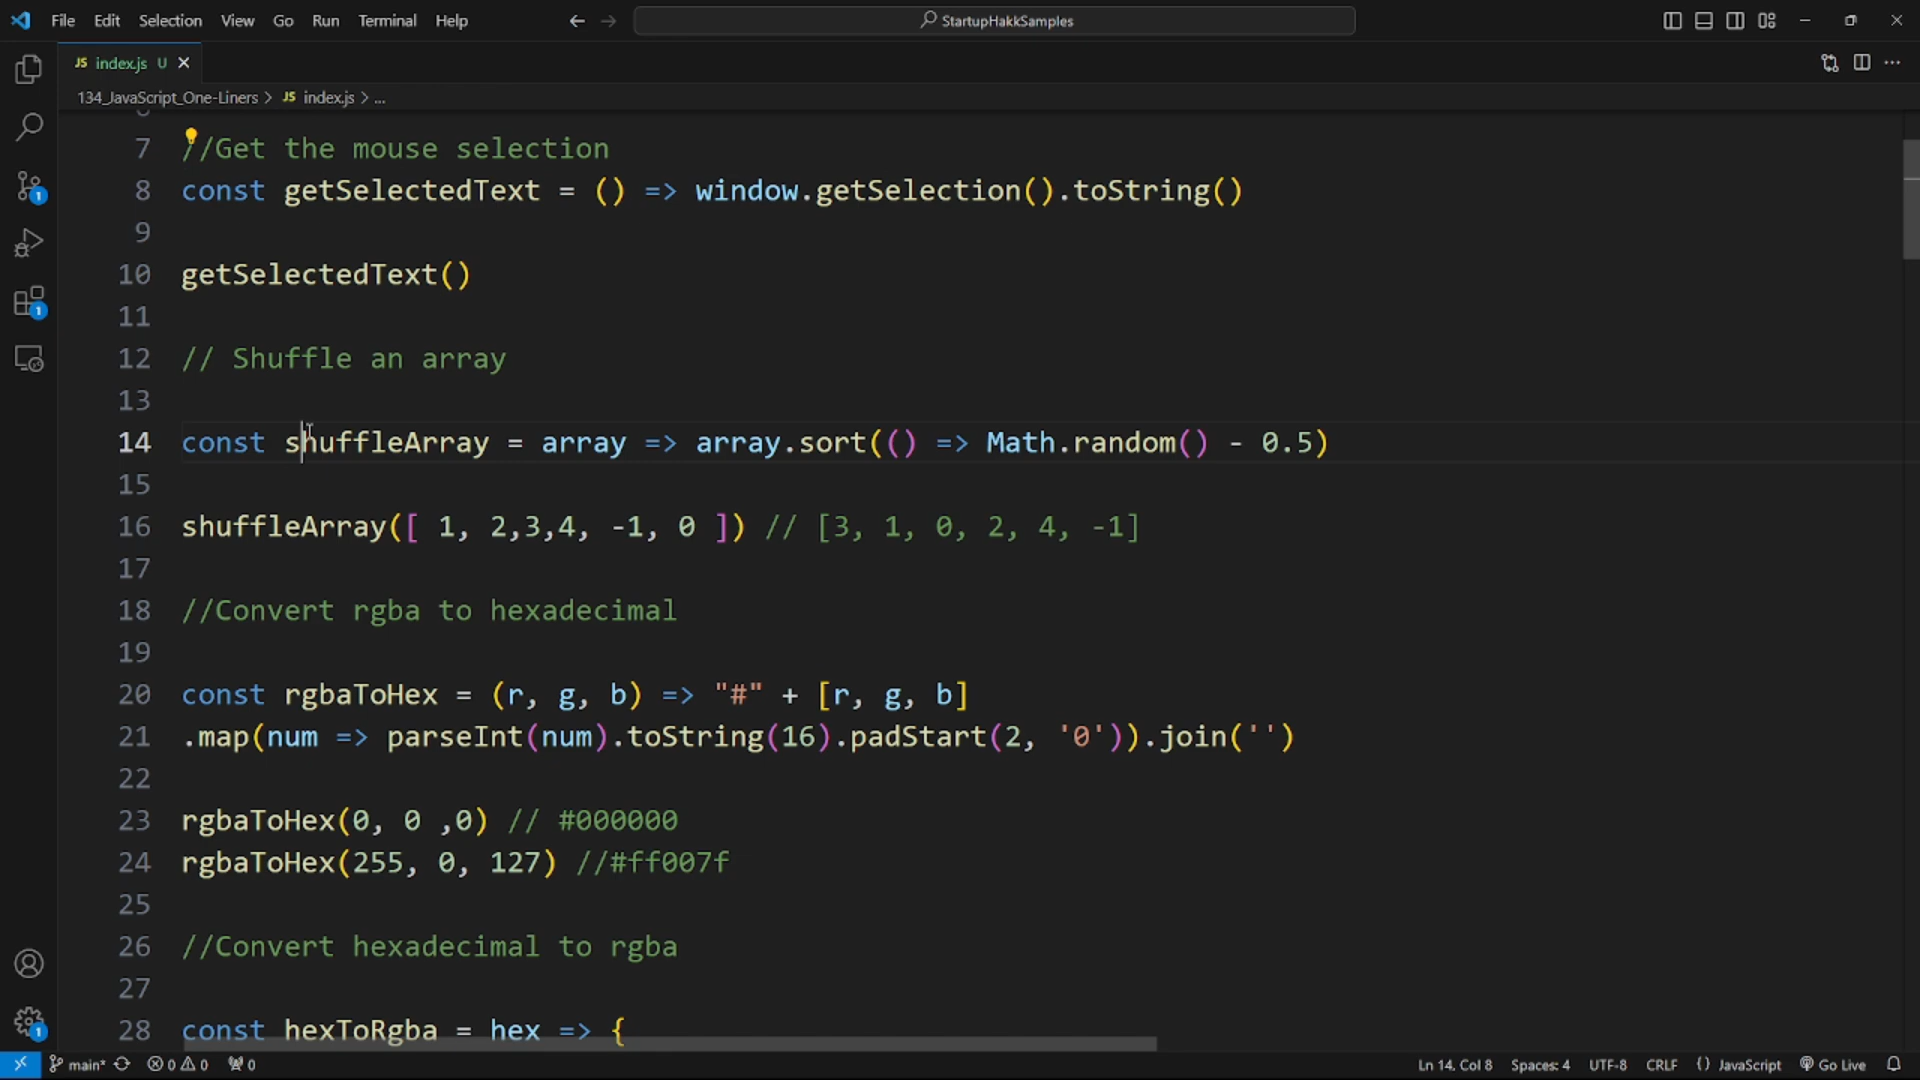 File Edit Selection View Go Run Terminal Help StartupHakkSamples
JS index.js U
134_JavaScript_One-Liners > JS index.js > ...
7 //Get the mouse selection
8 const getSelectedText = () => window.getSelection().toString()
9
10 getSelectedText()
11
12 // Shuffle an array
13
14 const shuffleArray = array => array.sort(() => Math.random() - 0.5)
15
16 shuffleArray([ 1, 2,3,4, -1, 0 ]) // [3, 1, 0, 2, 4, -1]
17
18 //Convert rgba to hexadecimal
19
20 const rgbaToHex = (r, g, b) => "#" + [r, g, b]
21 .map(num => parseInt(num).toString(16).padStart(2, '0')).join('')
22
23 rgbaToHex(0, 0 ,0) // #000000
24 rgbaToHex(255, 0, 127) //#ff007f
25
26 //Convert hexadecimal to rgba
27
28 const hexToRgba = hex => {
1
1
1
main* 0 0 0 Ln 14, Col 8 Spaces: 4 UTF-8 CRLF {} JavaScript Go Live